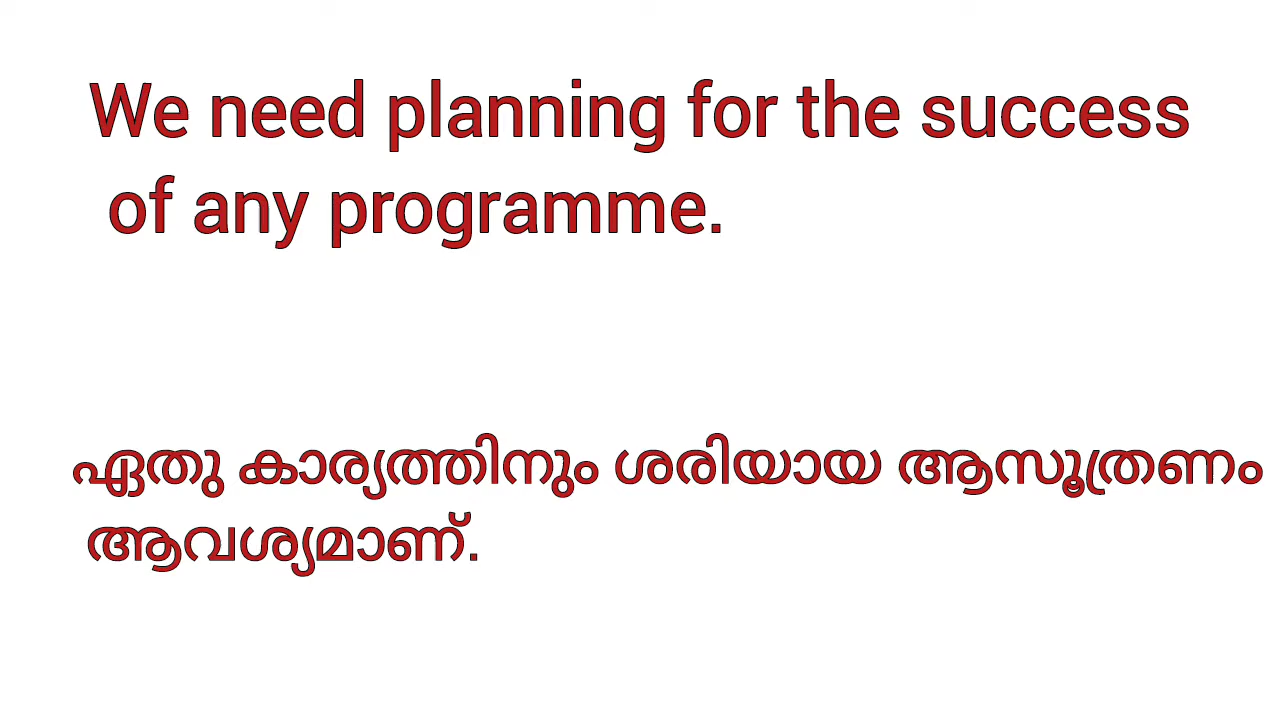 We need planning for the success
of any programme.
ഏതു കാര്യത്തിനും ശരിയായ ആസൂത്രണം
ആവശ്യമാണ്.